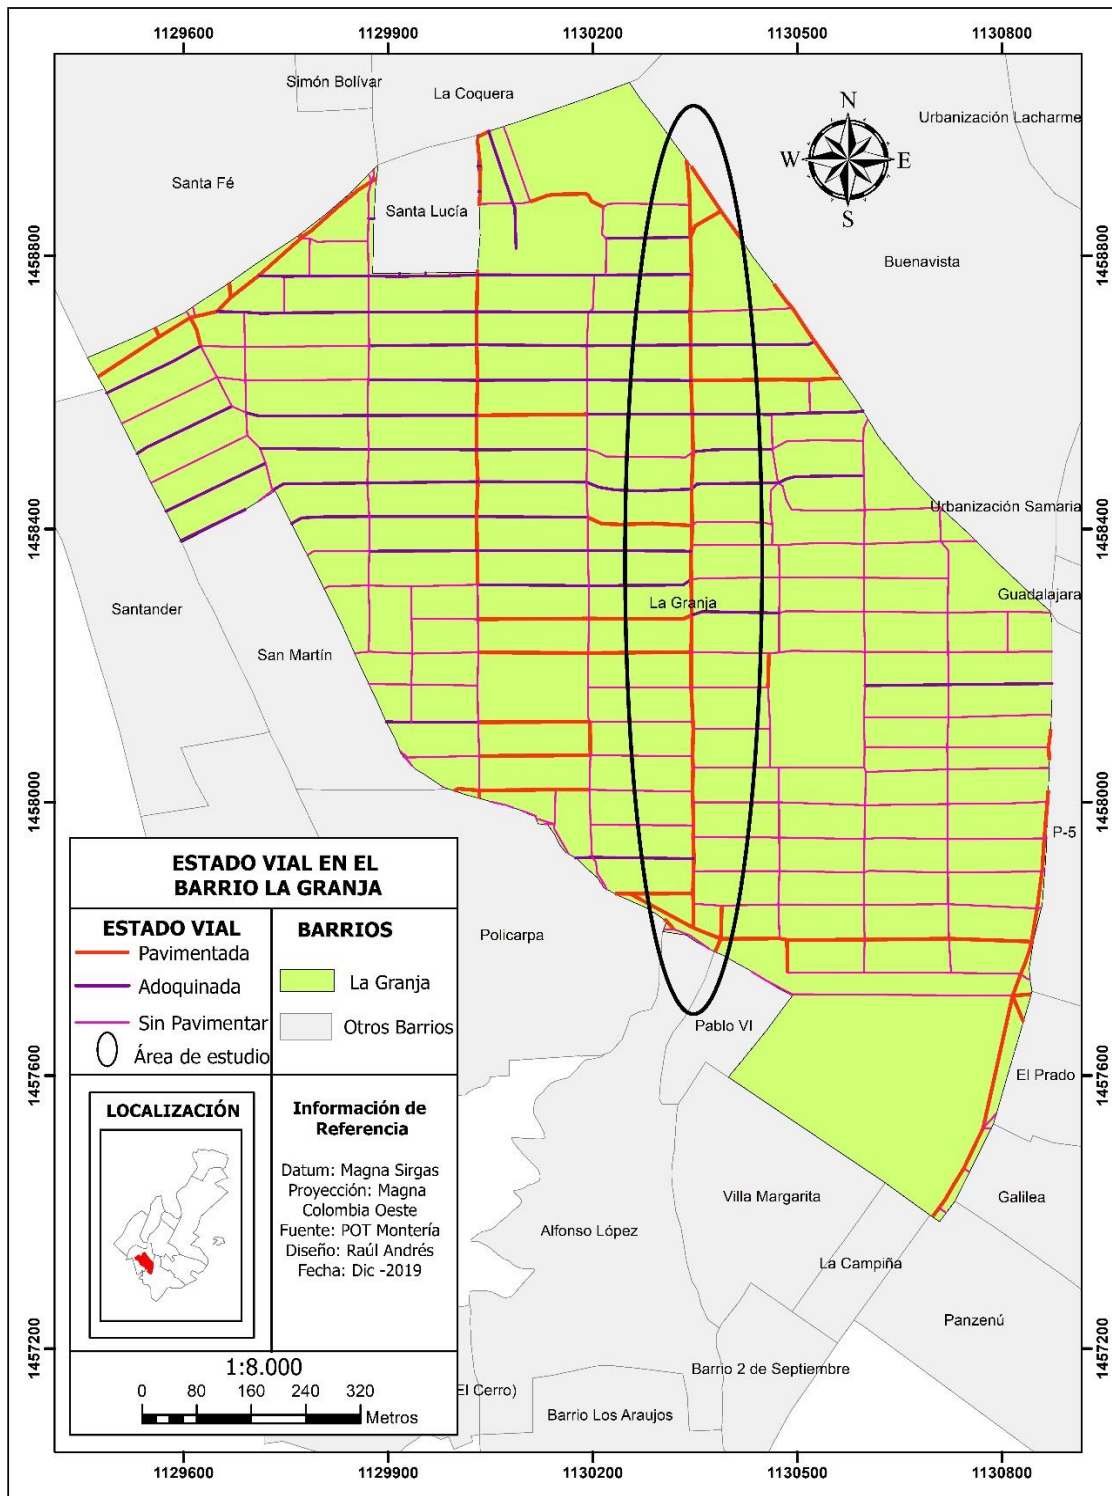 1129600 1129900 1130200 1130500 1130800
Simón Bolívar
La Coquera
N
Urbanización Lacharme
W E
Santa Fé
Santa Lucía
S
1458800 1458800
Buenavista
Urbanización Samaria
1458400 1458400
Guadalajara
La Granja
Santander
San Martín
1458000 1458000
P-5
ESTADO VIAL EN EL
BARRIO LA GRANJA
ESTADO VIAL
Pavimentada
Adoquinada
Sin Pavimentar
Área de estudio
BARRIOS
La Granja
Otros Barrios
Policarpa
Pablo VI
1457600 1457600
El Prado
LOCALIZACIÓN
Información de
Referencia
Datum: Magna Sirgas
Proyección: Magna
Colombia Oeste
Fuente: POT Montería
Diseño: Raúl Andrés
Fecha: Dic -2019
Villa Margarita
Galilea
Alfonso López
La Campiña
Panzenú
1457200 1457200
1:8.000
0 80 160 240 320
Metros
Barrio 2 de Septiembre
El Cerro)
Barrio Los Araujos
1129600 1129900 1130200 1130500 1130800